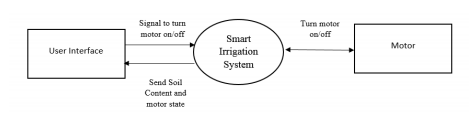 Signal to turn
motor on/off
Turn motor
on/off
User Interface
Smart
Irrigation
System
Motor
Send Soil
Content and
motor state